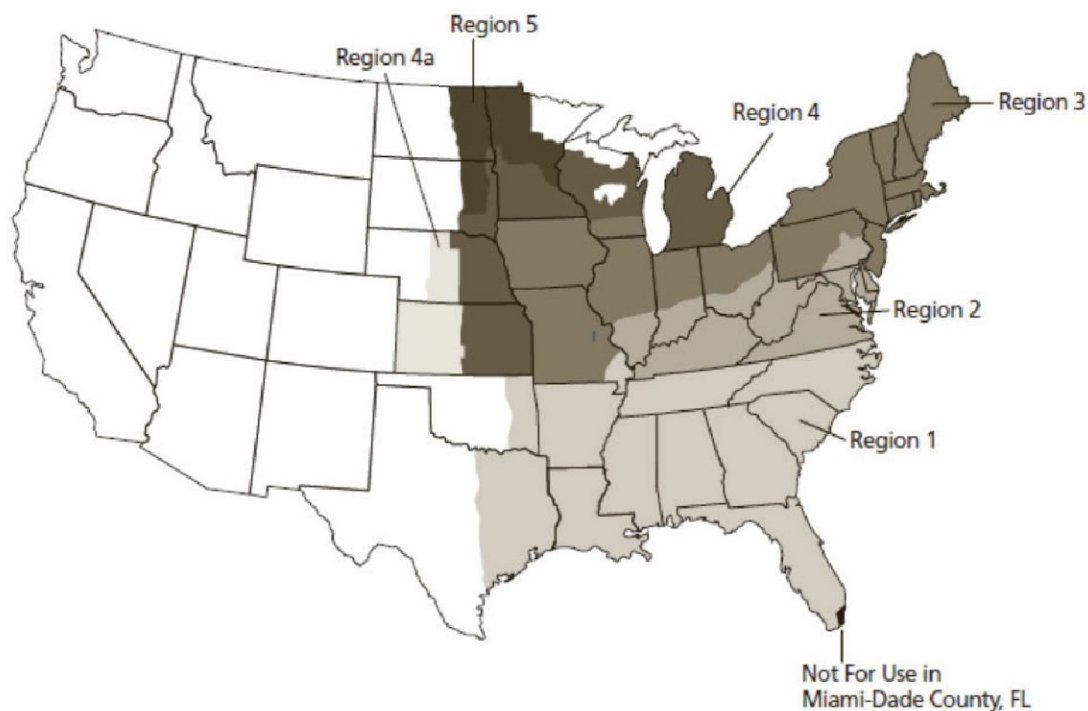 Region 5
Region 4a
Region 3
Region 4
Region 2
Region 1
Not For Use in
Miami-Dade County, FL